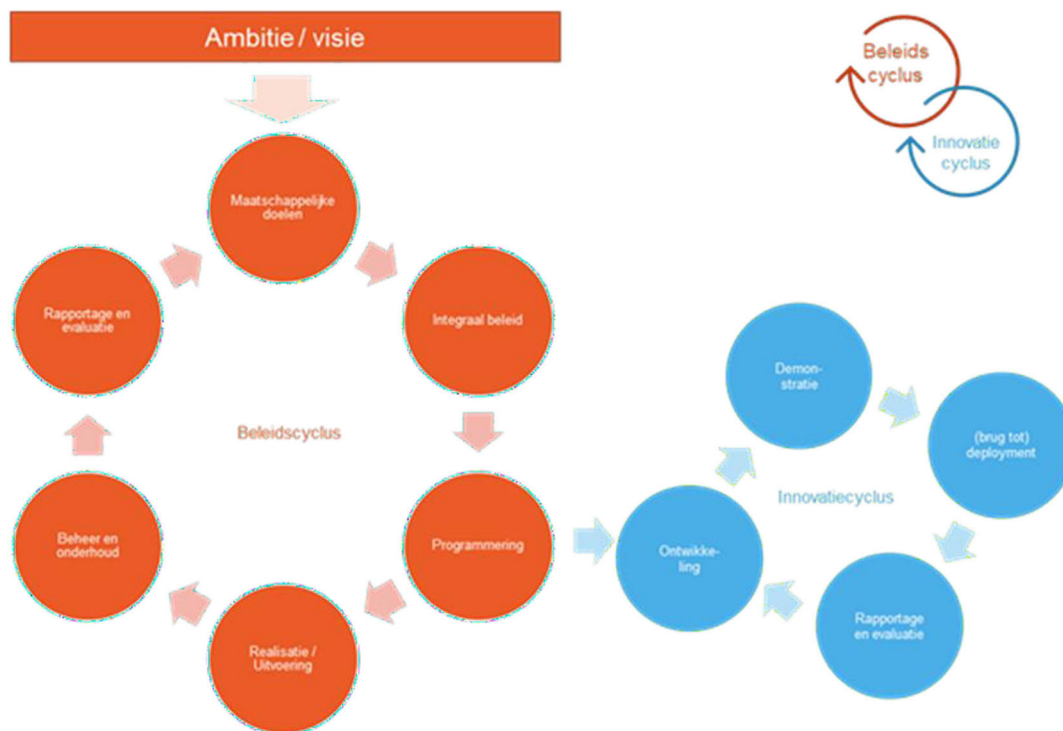 Ambitie / visie
Beleids
cyclus
Innovatie
cyclus
Maatschappelijke
doelen
Rapportage en
evaluatie
Integraal beleid
Beleidscyclus
Beheer en
onderhoud
Programmering
Realisatie /
Uitvoering
Demon-
stratie
(brug tot)
deployment
Innovatiecyclus
Ontwikke-
ling
Rapportage
en evaluatie